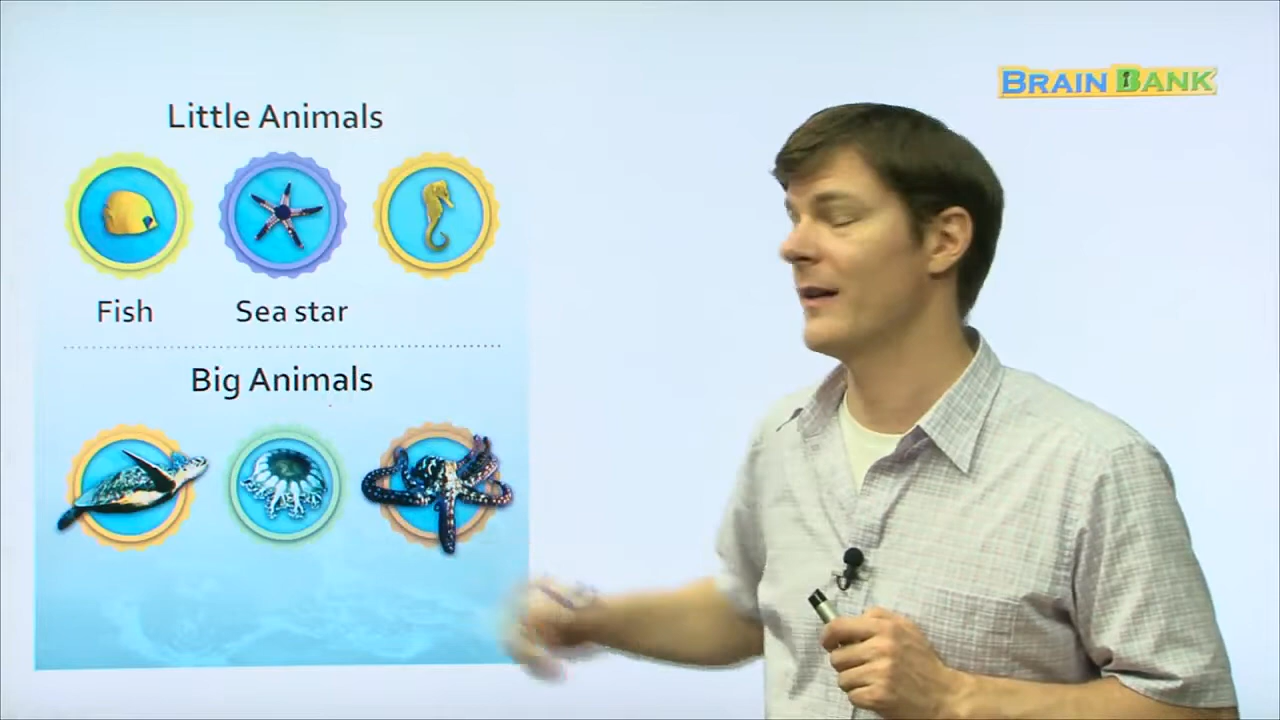 BRAIN BANK
Little Animals
Fish
Sea star
Big Animals